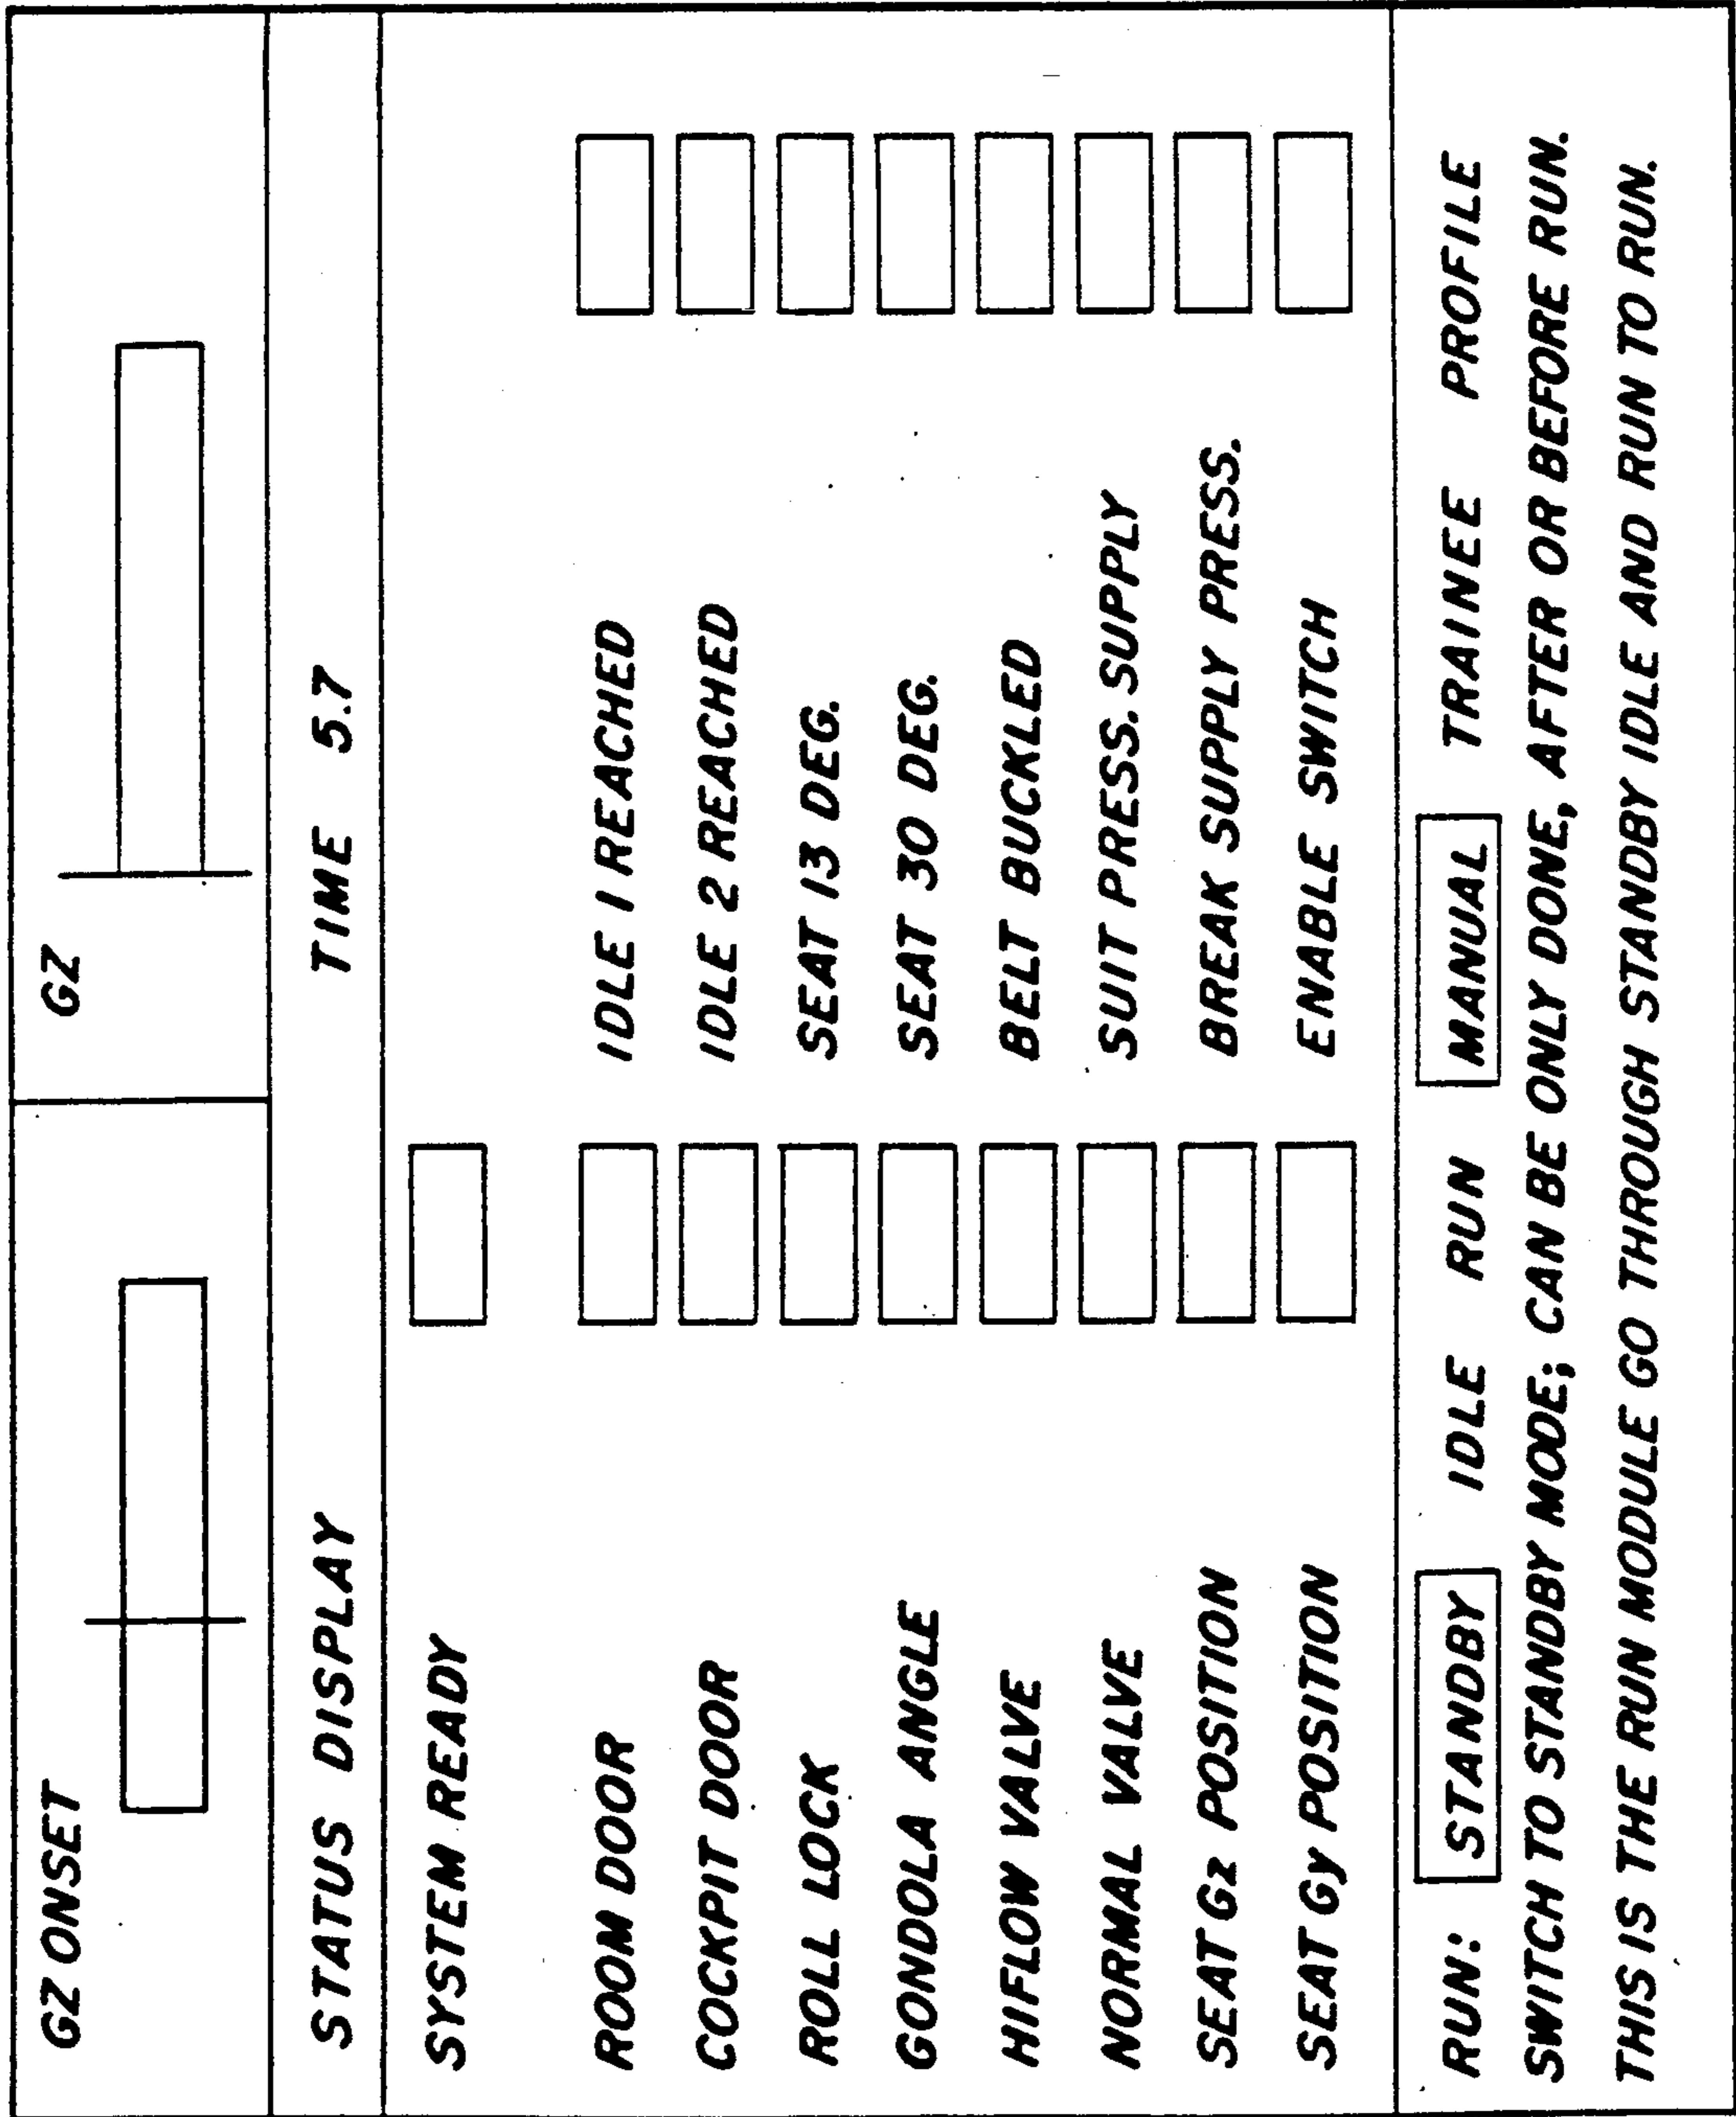 GZ ONSET GZ
STATUS DISPLAY TIME 5.7
SYSTEM READY
ROOM DOOR IDLE 1 REACHED
COCKPIT DOOR IDLE 2 REACHED
ROLL LOCK SEAT 13 DEG.
GONDOLA ANGLE SEAT 30 DEG.
HIFLOW VALVE BELT BUCKLED
NORMAL VALVE SUIT PRESS. SUPPLY
SEAT Gz POSITION BREAK SUPPLY PRESS.
SEAT Gy POSITION ENABLE SWITCH
RUN: STANDBY IDLE RUN MANUAL TRAINEE PROFILE
SWITCH TO STANDBY MODE; CAN BE ONLY DONE, AFTER OR BEFORE RUN.
THIS IS THE RUN MODULE GO THROUGH STANDBY IDLE AND RUN TO RUN.